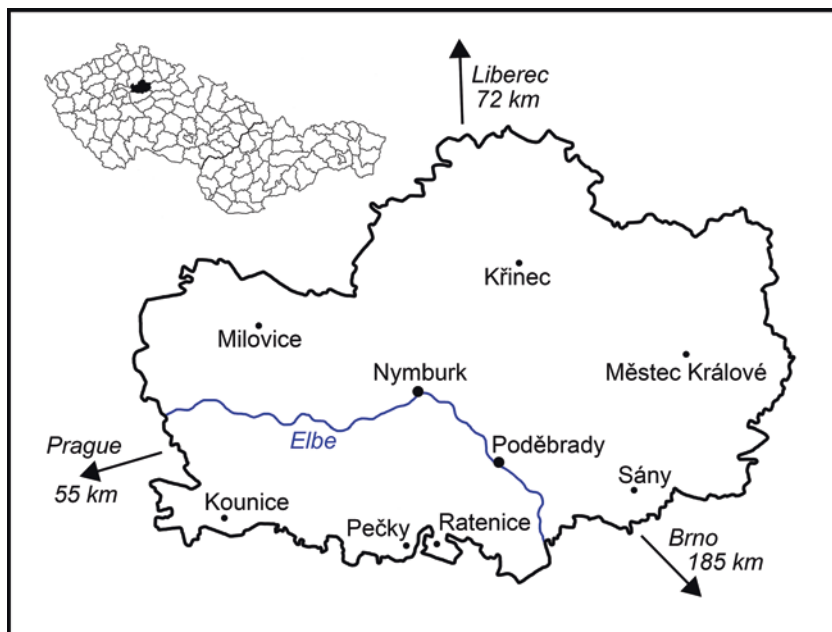 Liberec
72 km
Křinec
Milovice
Městec Králové
Nymburk
Elbe
Poděbrady
Prague
55 km
Sány
Kounice
Pečky
Ratenice
Brno
185 km